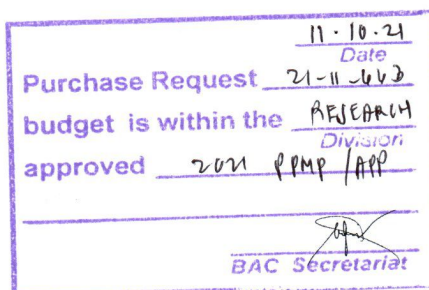 11-10-21
Date
Purchase Request 21-11-443
budget is within the RESEARCH
Division
approved 2021 PPMP/APP
BAC Secretariat